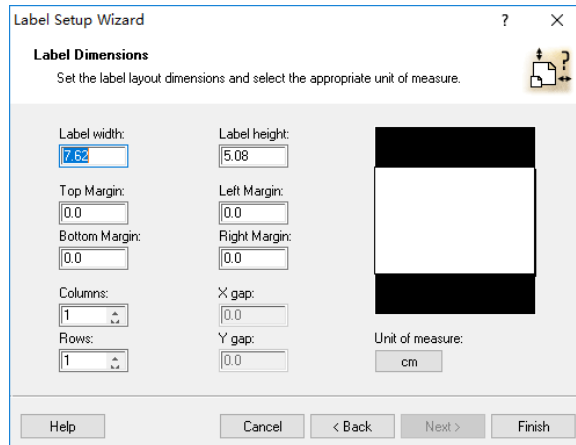 Label Setup Wizard ?
Label Dimensions
Set the label layout dimensions and select the appropriate unit of measure.
Label width: Label height:
7.62 5.08
Top Margin: Left Margin:
0.0 0.0
Bottom Margin: Right Margin:
0.0 0.0
Columns: X gap:
1 0.0
Rows: Y gap: Unit of measure:
1 0.0 cm
Help Cancel < Back Next > Finish